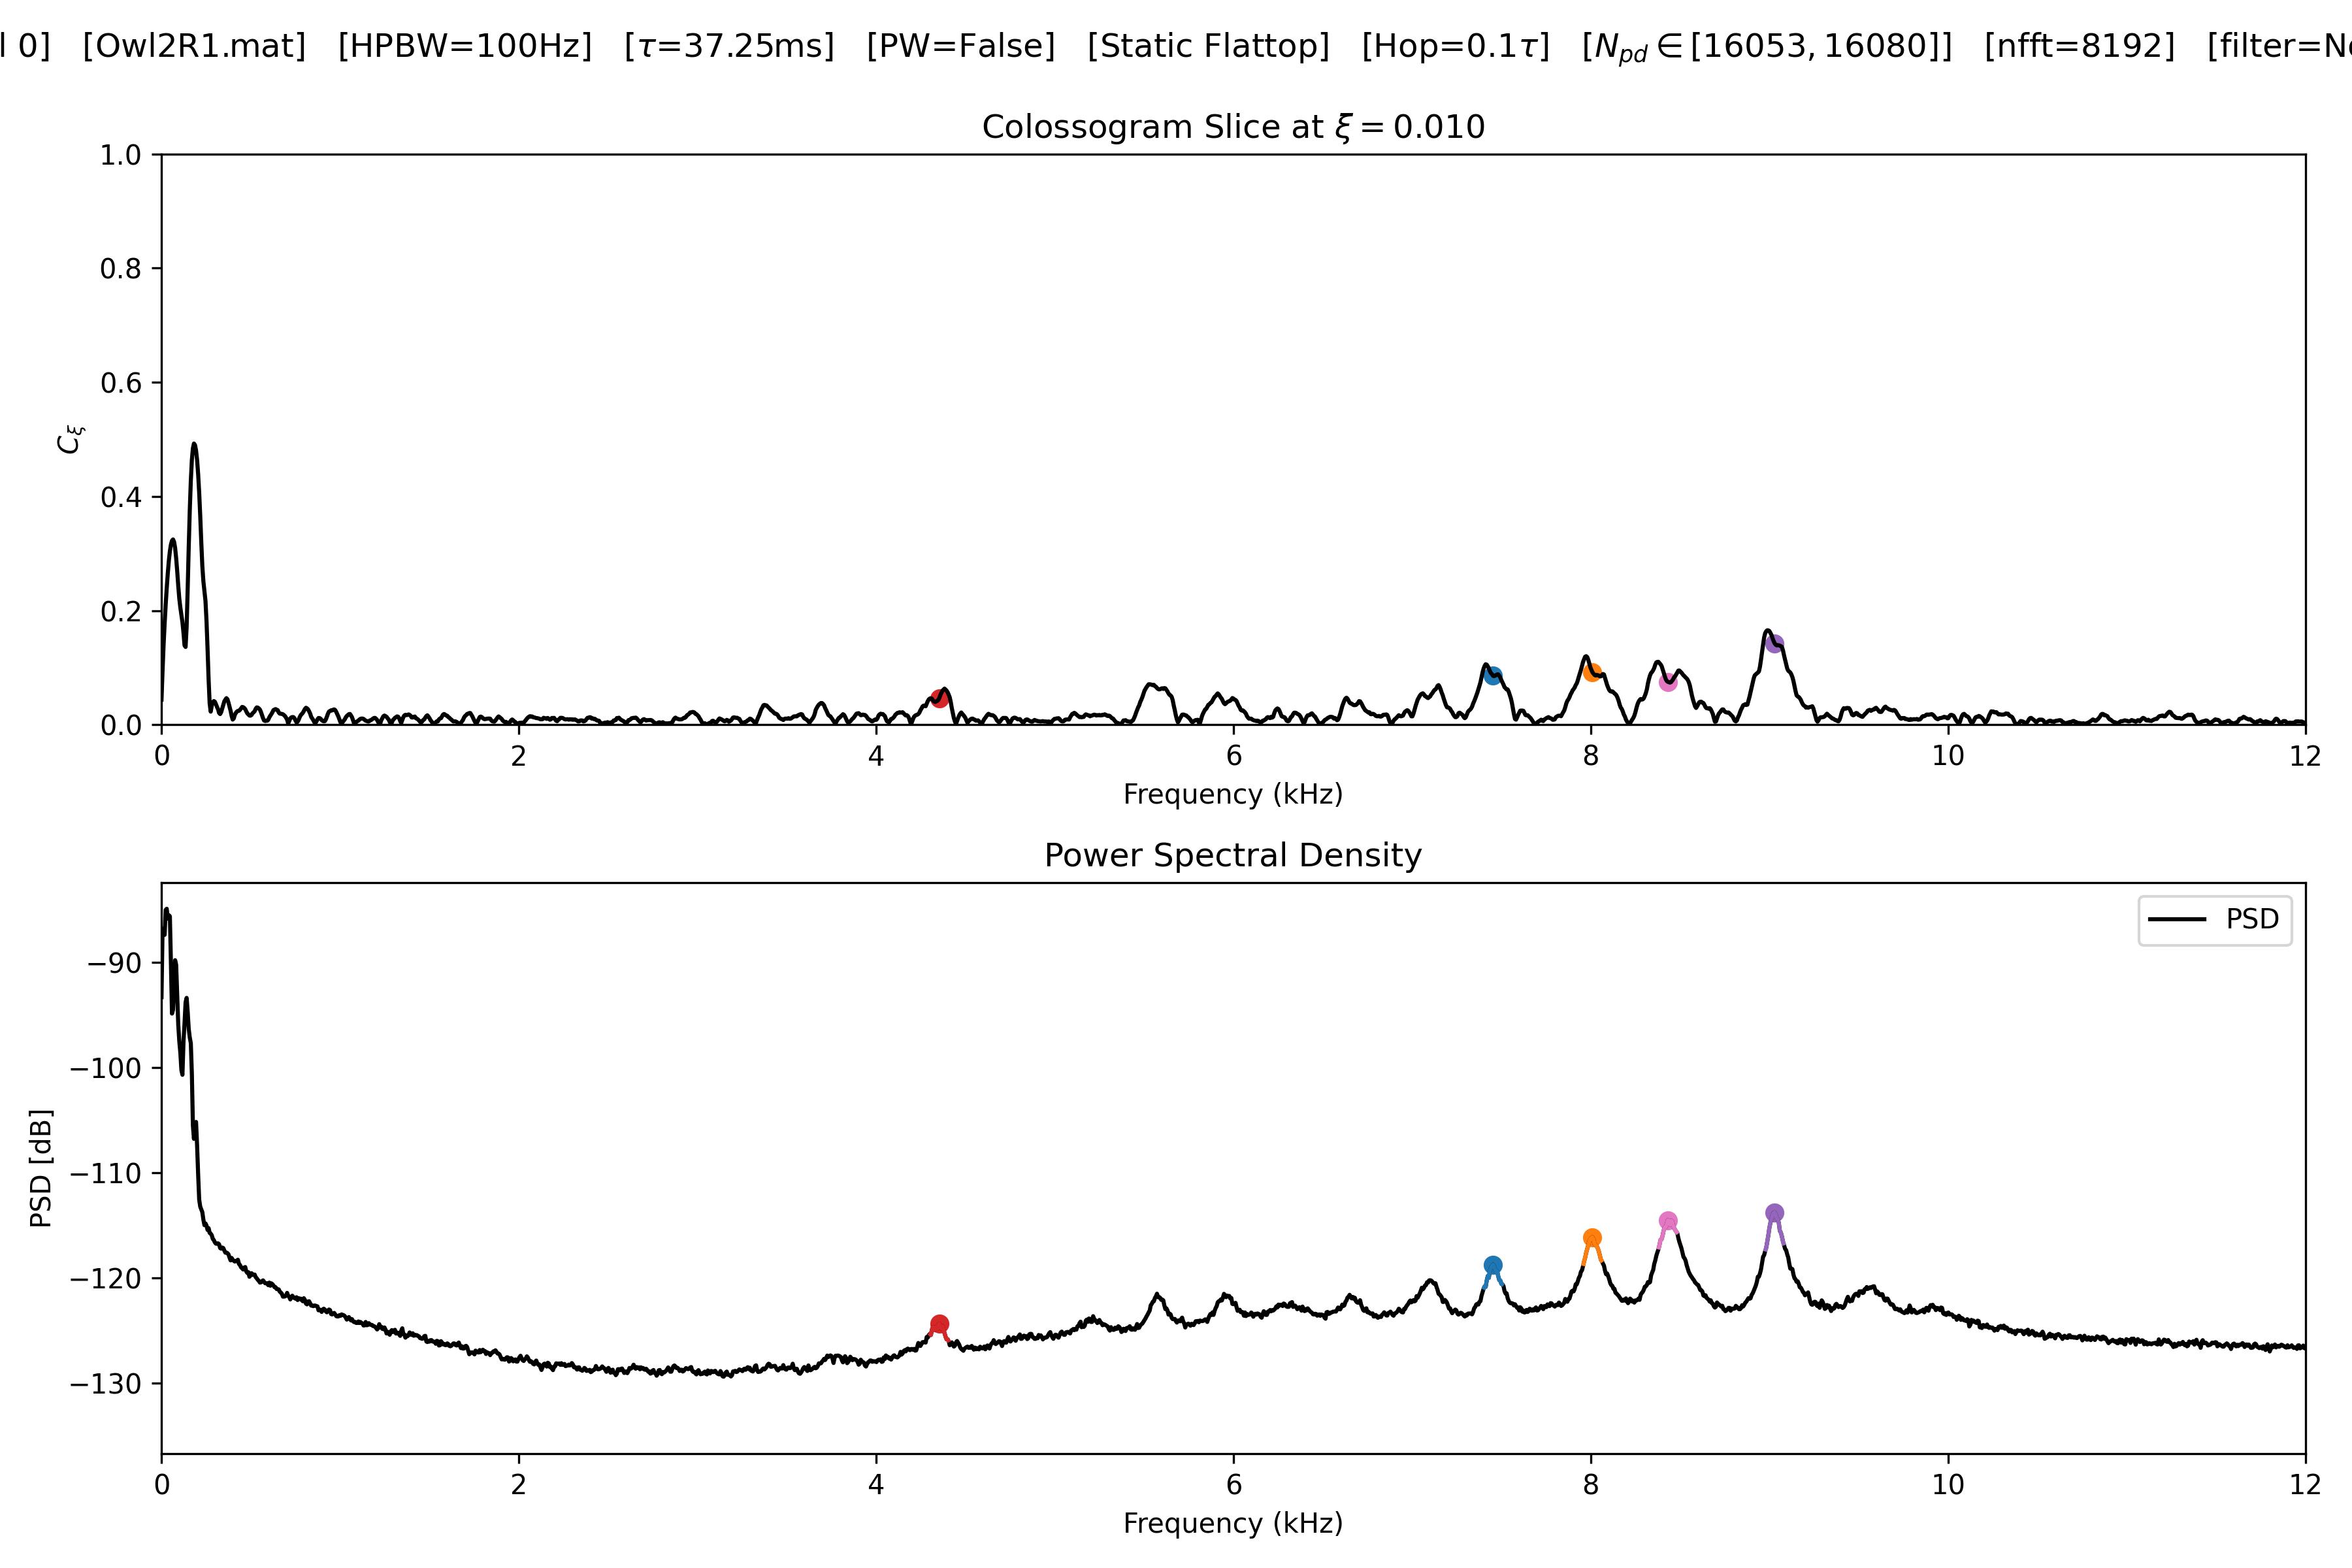 l 0] [Owl2R1.mat] [HPBW=100Hz] [τ=37.25ms] [PW=False] [Static Flattop] [Hop=0.1τ] [N_pd ∈ [16053, 16080]] [nfft=8192] [filter=N
Colossogram Slice at ξ = 0.010
1.0
0.8
0.6
0.4
0.2
0.0
C_ξ
0 2 4 6 8 10 12
Frequency (kHz)
Power Spectral Density
PSD
−90
−100
−110
−120
−130
PSD [dB]
0 2 4 6 8 10 12
Frequency (kHz)